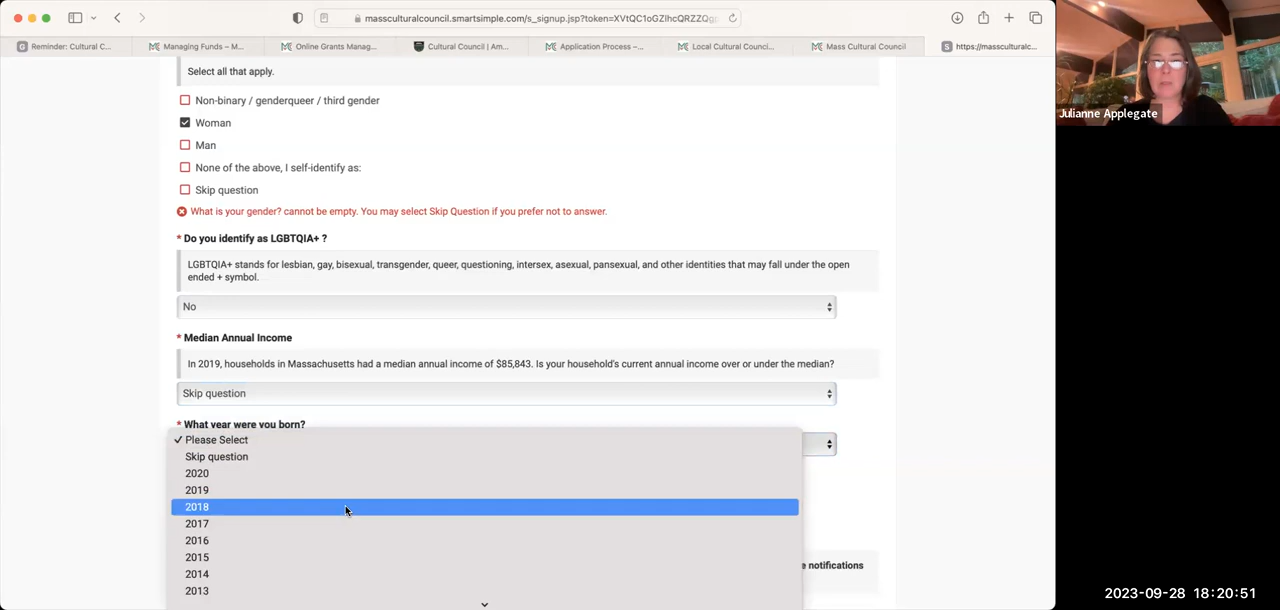 massculturalcouncil.smartsimple.com/s_signup.jsp?token=XVtQC1oGZlhcQRZZQg
Reminder: Cultural C...
Managing Funds – M...
Online Grants Manag...
Cultural Council | Am...
Application Process –...
Local Cultural Counci...
Mass Cultural Council
https://massculturalc...
Julianne Applegate
Select all that apply.
Non-binary / genderqueer / third gender
Woman
Man
None of the above, I self-identify as:
Skip question
What is your gender? cannot be empty. You may select Skip Question if you prefer not to answer.
* Do you identify as LGBTQIA+ ?
LGBTQIA+ stands for lesbian, gay, bisexual, transgender, queer, questioning, intersex, asexual, pansexual, and other identities that may fall under the open
ended + symbol.
No
* Median Annual Income
In 2019, households in Massachusetts had a median annual income of $85,843. Is your household's current annual income over or under the median?
Skip question
* What year were you born?
✓ Please Select
Skip question
2020
2019
2018
2017
2016
2015
2014
2013
e notifications
2023-09-28 18:20:51